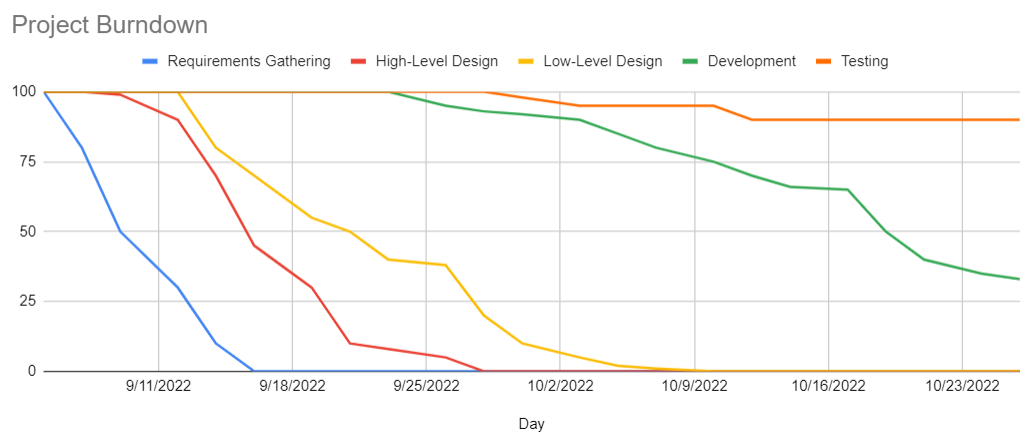 Project Burndown
Requirements Gathering High-Level Design Low-Level Design Development Testing
100
75
50
25
0
9/11/2022 9/18/2022 9/25/2022 10/2/2022 10/9/2022 10/16/2022 10/23/2022
Day